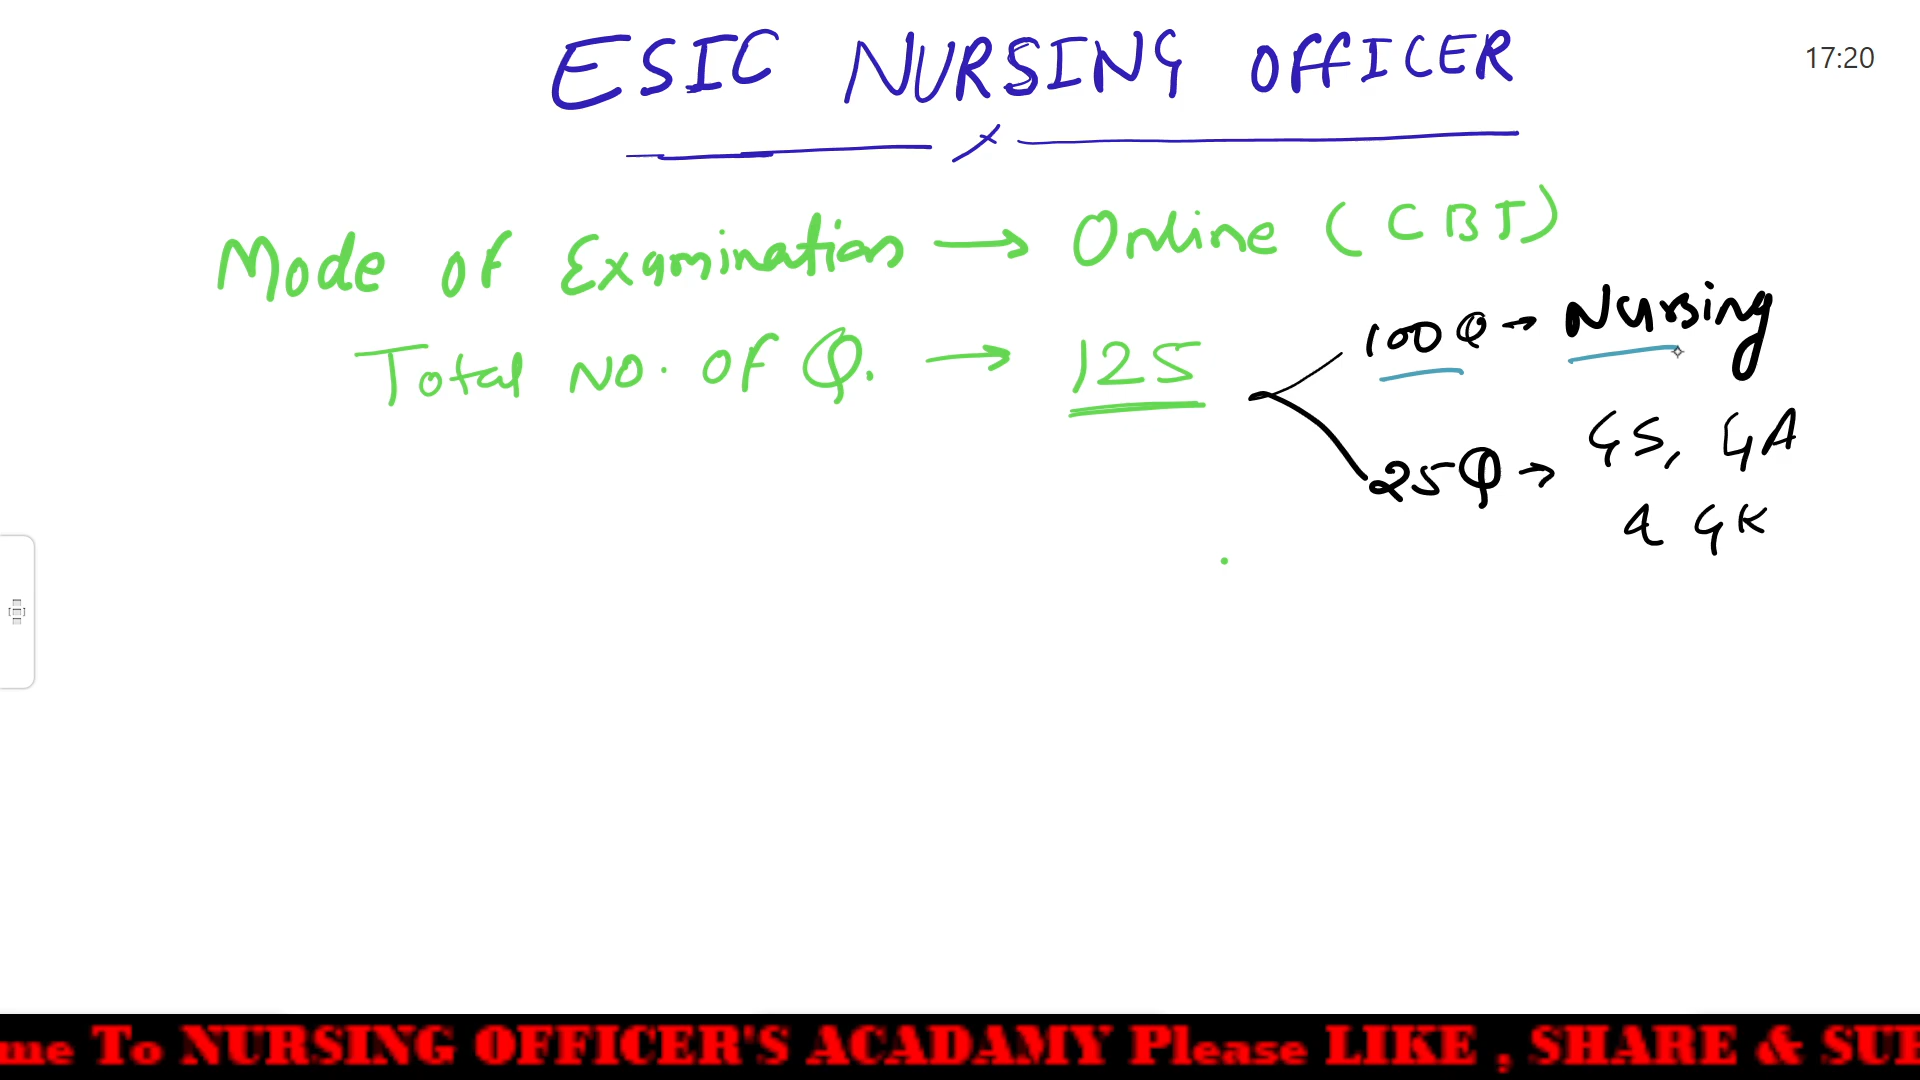 ESIC NURSING OFFICER
17:20
Mode of Examination → Online (CBT)
Total NO. OF Q. → 125
100 Q → Nursing
25 Q → GS, GA
& GK
me To NURSING OFFICER'S ACADAMY Please LIKE , SHARE & SUB